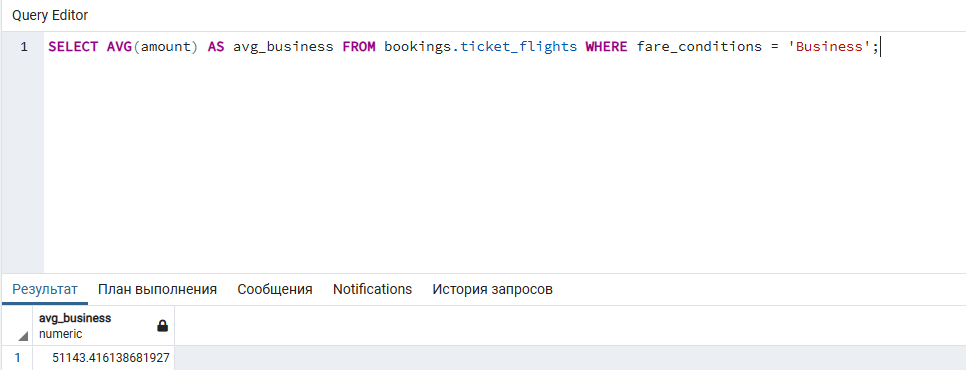 Query Editor
1 SELECT AVG(amount) AS avg_business FROM bookings.ticket_flights WHERE fare_conditions = 'Business';
Результат План выполнения Сообщения Notifications История запросов
avg_business
numeric
1 51143.416138681927